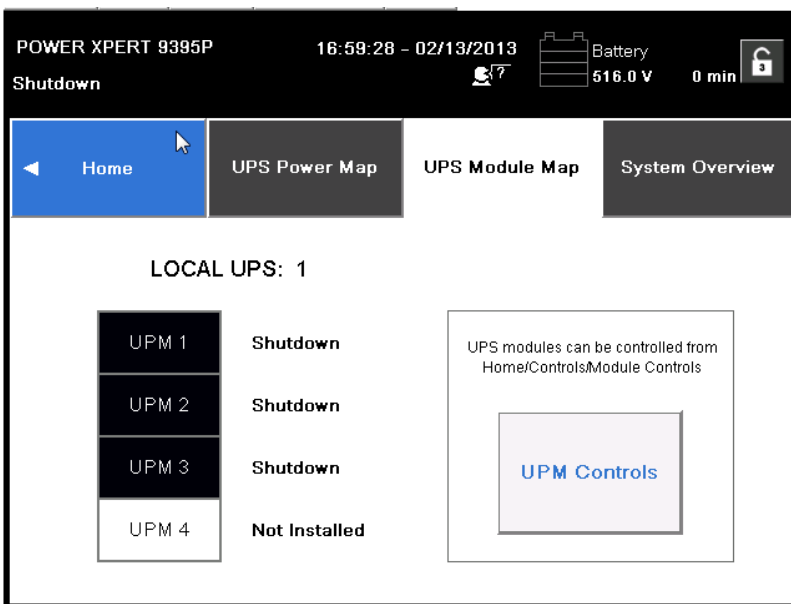 POWER XPERT 9395P 16:59:28 - 02/13/2013 Battery
Shutdown ? 516.0 V 0 min 3
Home UPS Power Map UPS Module Map System Overview
LOCAL UPS: 1
UPM 1 Shutdown
UPM 2 Shutdown
UPM 3 Shutdown
UPM 4 Not Installed
UPS modules can be controlled from
Home/Controls/Module Controls
UPM Controls